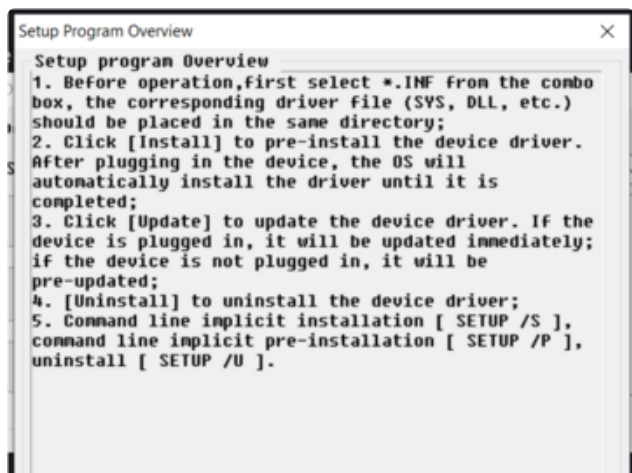 Setup Program Overview
Setup program Overview
1. Before operation,first select *.INF from the combo
box, the corresponding driver file (SYS, DLL, etc.)
should be placed in the same directory;
2. Click [Install] to pre-install the device driver.
After plugging in the device, the OS will
automatically install the driver until it is
completed;
3. Click [Update] to update the device driver. If the
device is plugged in, it will be updated immediately;
if the device is not plugged in, it will be
pre-updated;
4. [Uninstall] to uninstall the device driver;
5. Command line implicit installation [ SETUP /S ],
command line implicit pre-installation [ SETUP /P ],
uninstall [ SETUP /U ].